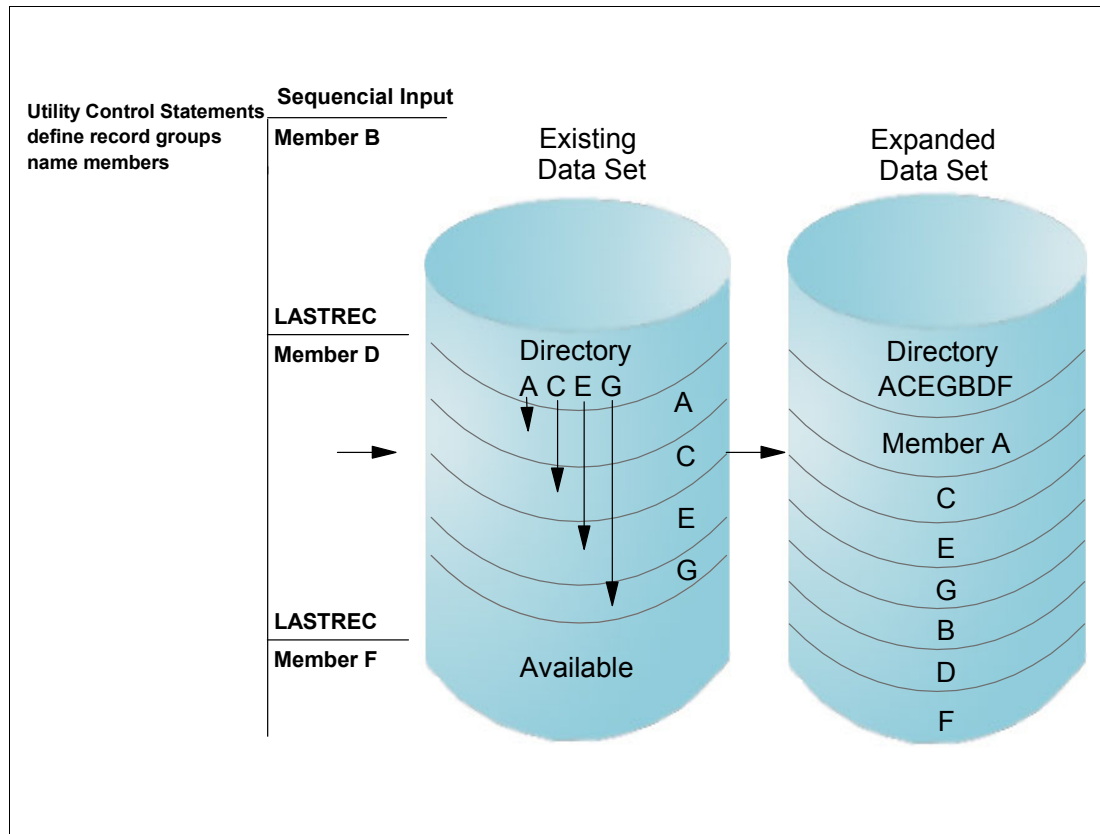 Utility Control Statements
define record groups
name members
Sequencial Input
Member B
LASTREC
Member D
LASTREC
Member F
Existing
Data Set
Directory
A C E G
A
C
E
G
Available
Expanded
Data Set
Directory
ACEGBDF
Member A
C
E
G
B
D
F